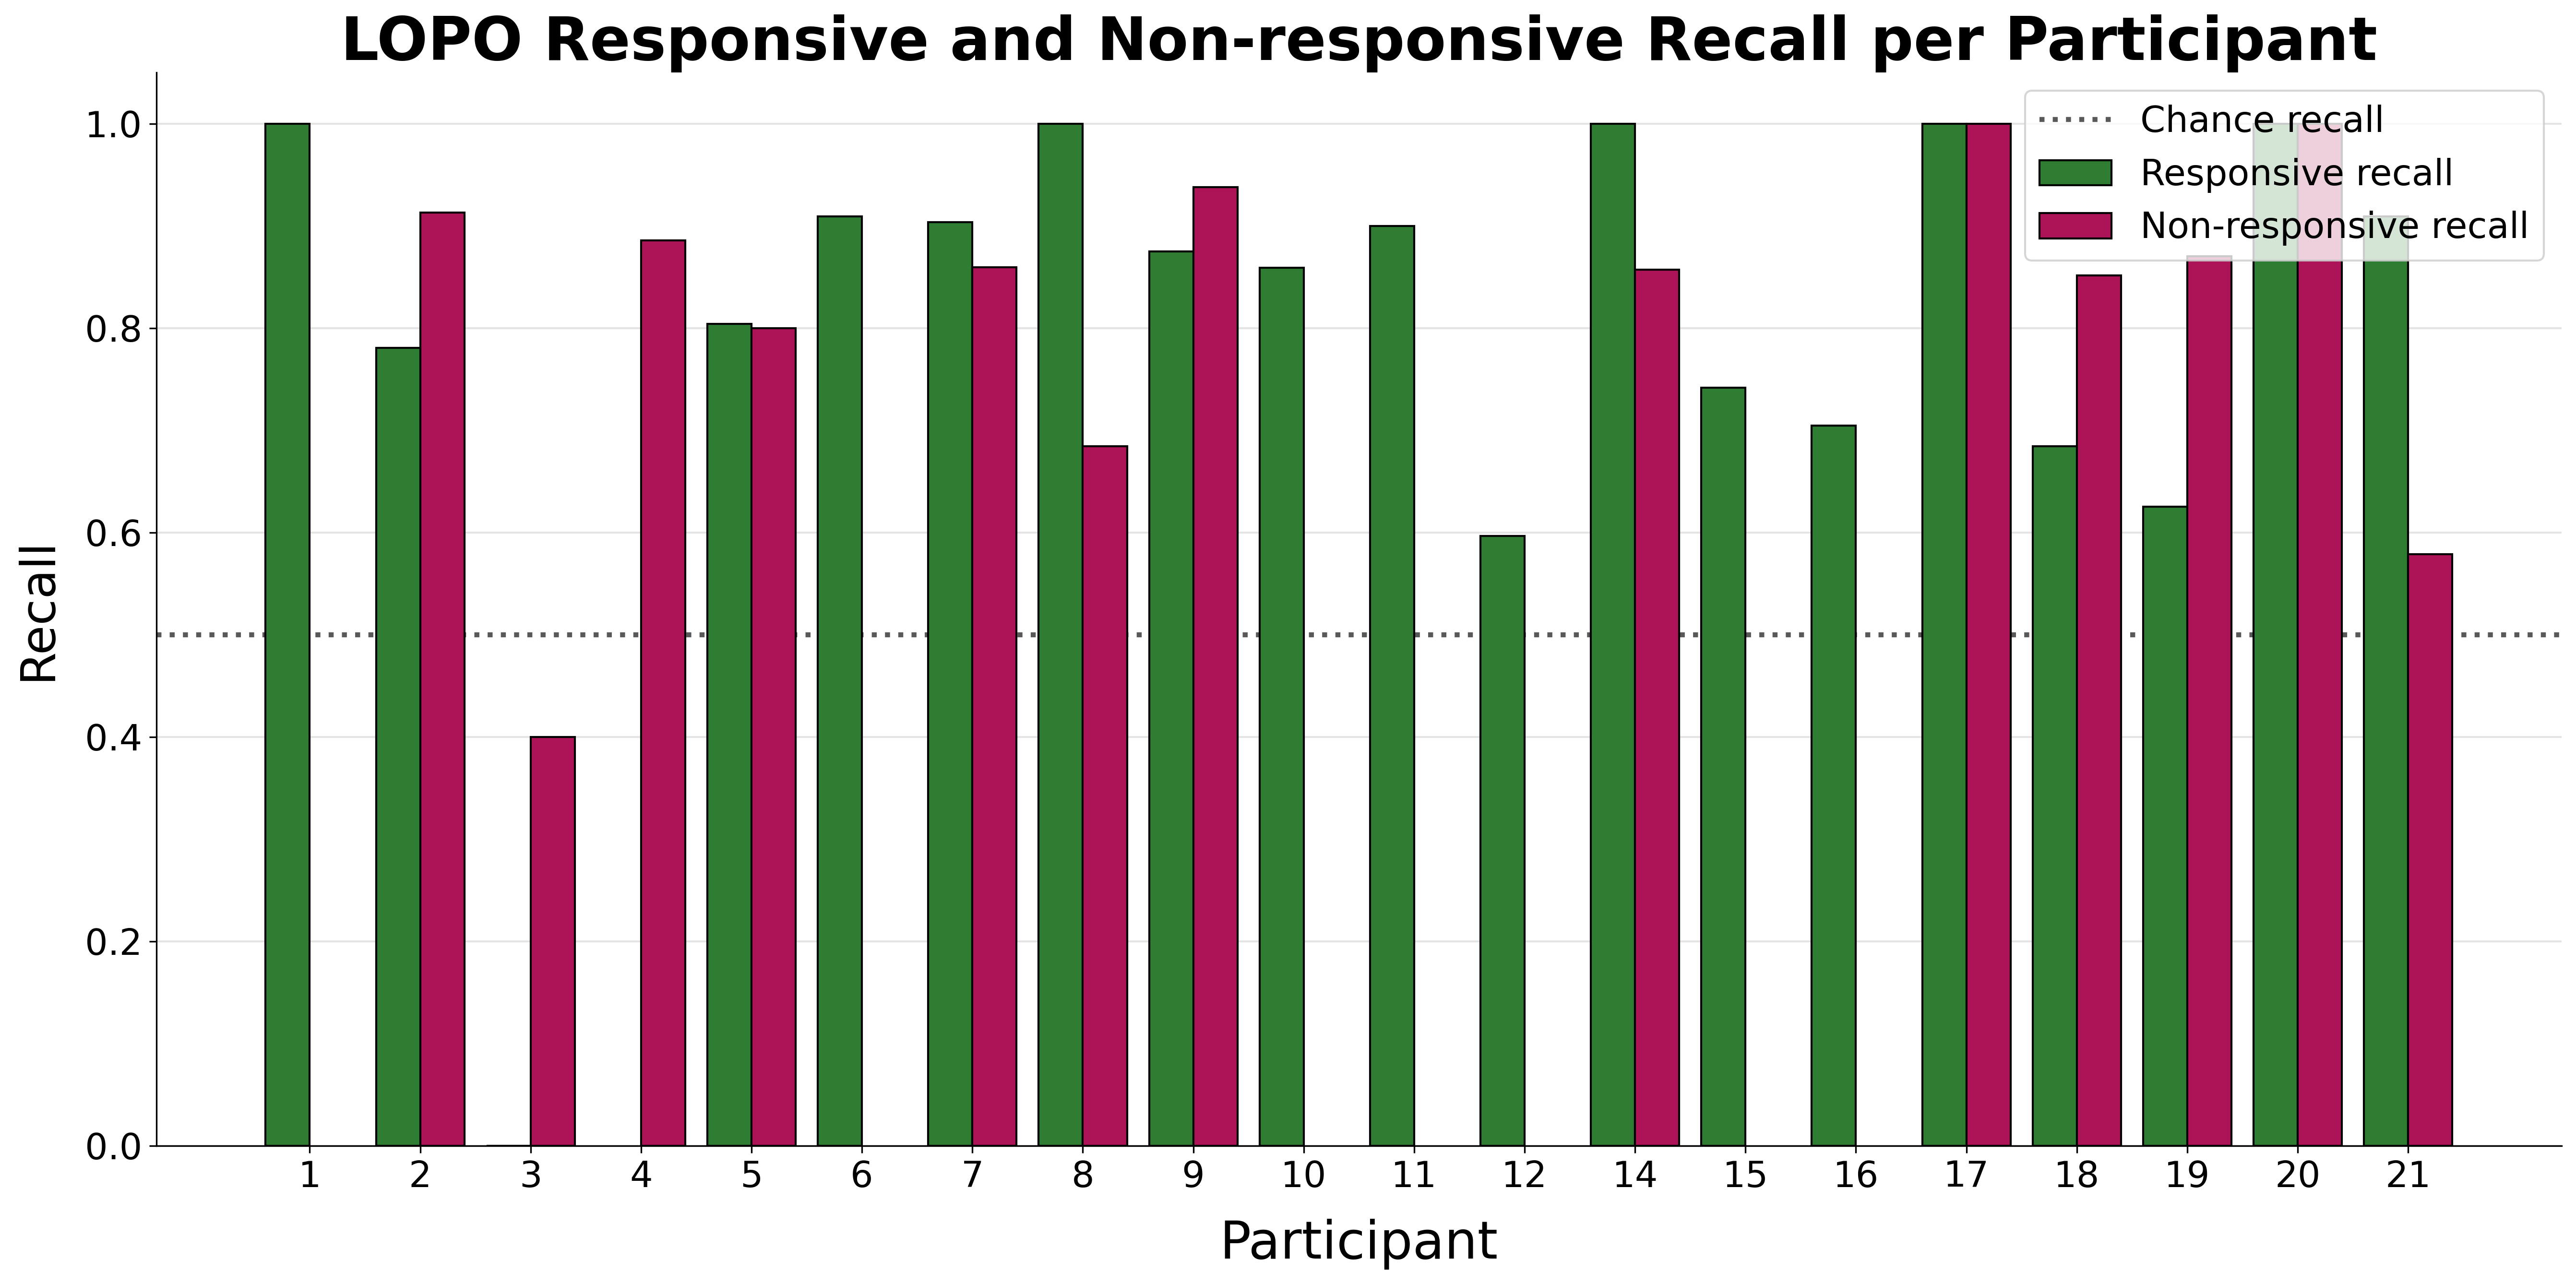 LOPO Responsive and Non-responsive Recall per Participant
Chance recall
Responsive recall
Non-responsive recall
Recall
1.0
0.8
0.6
0.4
0.2
0.0
1 2 3 4 5 6 7 8 9 10 11 12 14 15 16 17 18 19 20 21
Participant